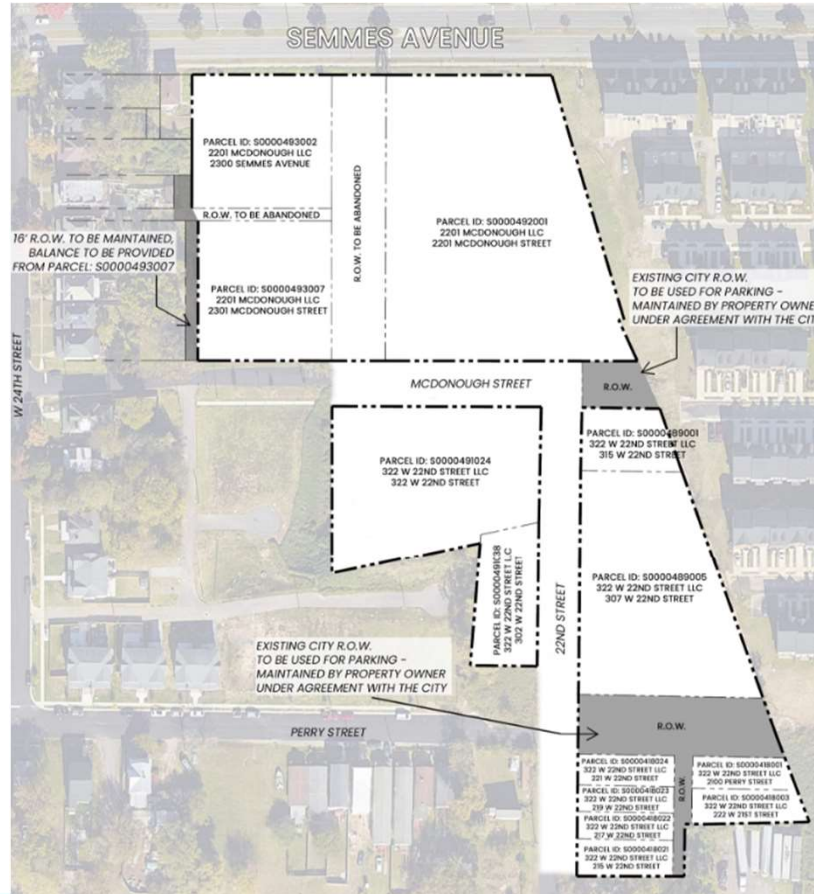 SEMMES AVENUE
PARCEL ID: S0000493002
2201 MCDONOUGH LLC
2300 SEMMES AVENUE
R.O.W. TO BE ABANDONED
R.O.W. TO BE ABANDONED
PARCEL ID: S0000492001
2201 MCDONOUGH LLC
2201 MCDONOUGH STREET
16' R.O.W. TO BE MAINTAINED,
BALANCE TO BE PROVIDED
FROM PARCEL: S0000493007
PARCEL ID: S0000493007
2201 MCDONOUGH LLC
2301 MCDONOUGH STREET
EXISTING CITY R.O.W.
TO BE USED FOR PARKING -
MAINTAINED BY PROPERTY OWNE
UNDER AGREEMENT WITH THE CIT
W 24TH STREET
MCDONOUGH STREET
R.O.W.
PARCEL ID: S0000489001
322 W 22ND STREET LLC
315 W 22ND STREET
PARCEL ID: S0000491024
322 W 22ND STREET LLC
322 W 22ND STREET
PARCEL ID: S0000491038
322 W 22ND STREET LLC
302 W 22ND STREET
22ND STREET
PARCEL ID: S0000489005
322 W 22ND STREET LLC
307 W 22ND STREET
EXISTING CITY R.O.W.
TO BE USED FOR PARKING -
MAINTAINED BY PROPERTY OWNER
UNDER AGREEMENT WITH THE CITY
PERRY STREET
R.O.W.
PARCEL ID: S0000418024
322 W 22ND STREET LLC
221 W 22ND STREET
PARCEL ID: S0000418023
322 W 22ND STREET LLC
219 W 22ND STREET
PARCEL ID: S0000418022
322 W 22ND STREET LLC
217 W 22ND STREET
PARCEL ID: S0000418021
322 W 22ND STREET LLC
215 W 22ND STREET
R.O.W.
PARCEL ID: S0000418001
322 W 22ND STREET LLC
2100 PERRY STREET
PARCEL ID: S0000418003
322 W 22ND STREET LLC
222 W 21ST STREET